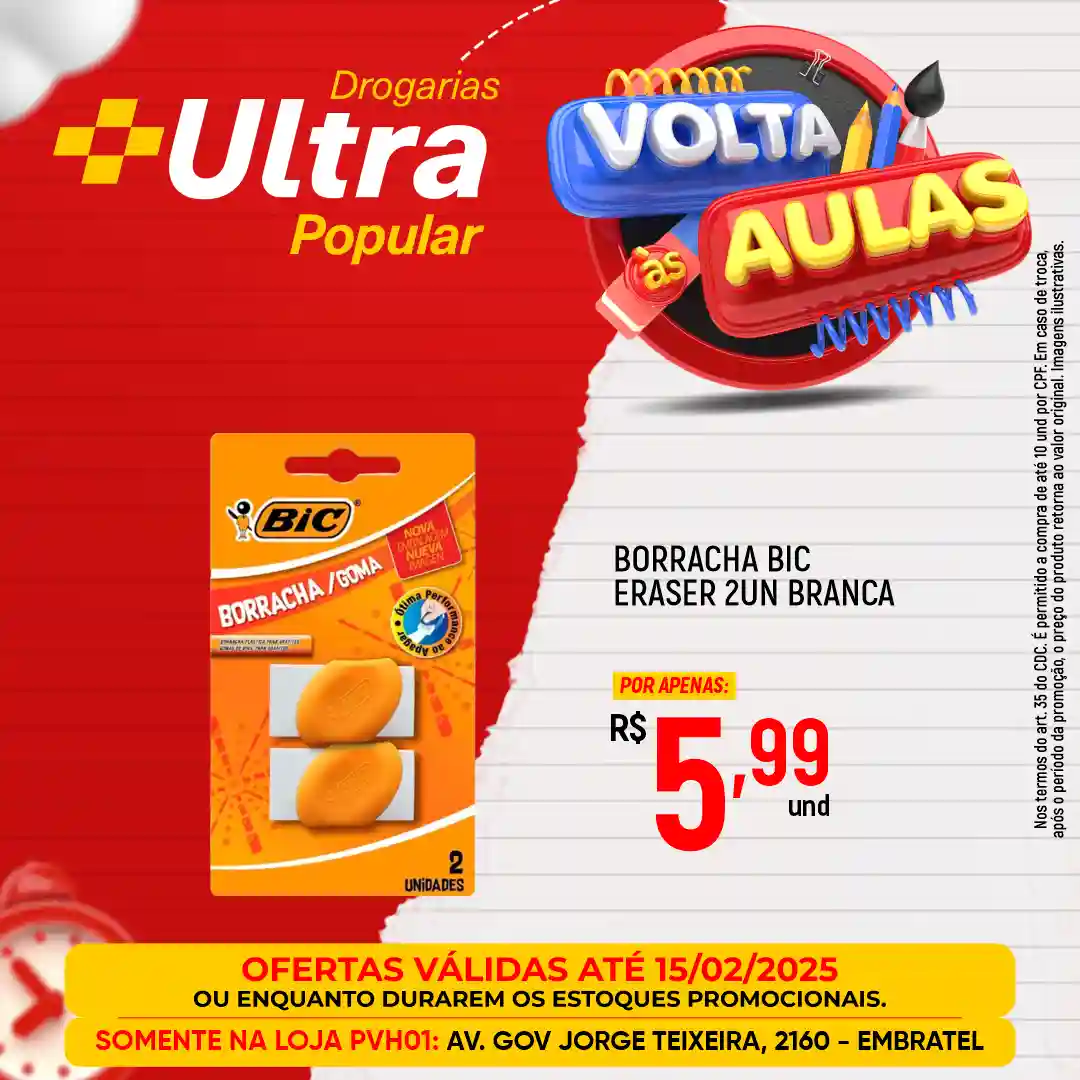 Drogarias
Ultra
Popular
VOLTA
às
AULAS
BiC
NOVA
EMBALAGEM
NUEVA
IMAGEN
BORRACHA/GOMA
Ótima Performance ao Apagar
2
UNiDADES
BORRACHA BIC
ERASER 2UN BRANCA
POR APENAS:
R$ 5,99
und
Nos termos do art. 35 do CDC. É permitido a compra de até 10 und por CPF. Em caso de troca,
após o período da promoção, o preço do produto retorna ao valor original. Imagens ilustrativas.
OFERTAS VÁLIDAS ATÉ 15/02/2025
OU ENQUANTO DURAREM OS ESTOQUES PROMOCIONAIS.
SOMENTE NA LOJA PVH01: AV. GOV JORGE TEIXEIRA, 2160 - EMBRATEL